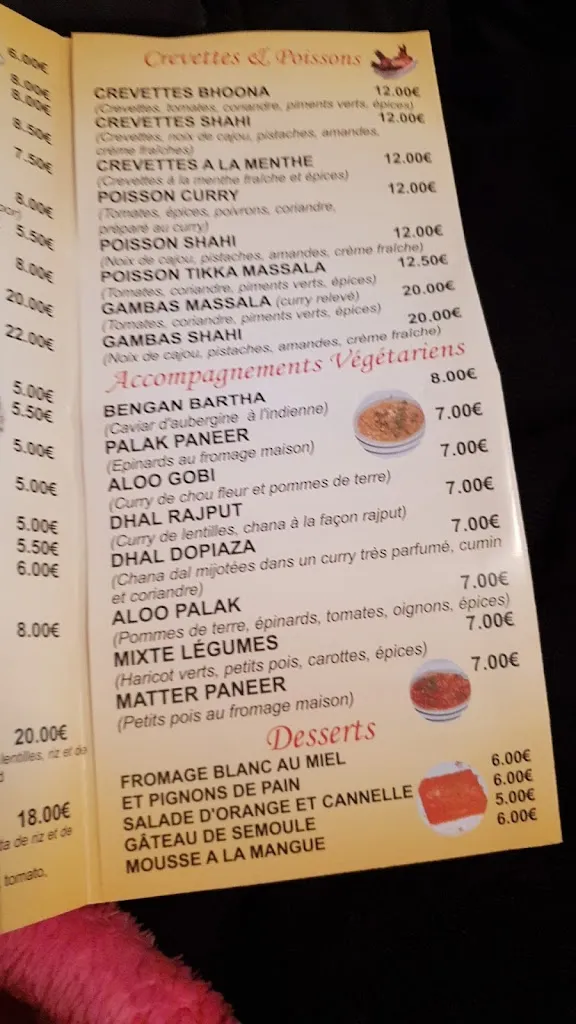 6.00€
8.00€
8.00€
8.50€
7.50€
8.00€
5.50€
8.00€
20.00€
22.00€
5.00€
5.50€
5.00€
5.00€
5.00€
5.50€
6.00€
8.00€
20.00€
lentilles, riz et de
18.00€
de riz et de
tomato,
Crevettes & Poissons
CREVETTES BHOONA 12.00€
(Crevettes, tomates, coriandre, piments verts, épices)
CREVETTES SHAHI 12.00€
(Crevettes, noix de cajou, pistaches, amandes,
crème fraîches)
CREVETTES A LA MENTHE 12.00€
(Crevettes à la menthe fraîche et épices)
POISSON CURRY 12.00€
(Tomates, épices, poivrons, coriandre,
préparé au curry)
POISSON SHAHI 12.00€
(Noix de cajou, pistaches, amandes, crème fraîche)
POISSON TIKKA MASSALA 12.50€
(Tomates, coriandre, piments verts, épices)
GAMBAS MASSALA (curry relevé) 20.00€
(Tomates, coriandre, piments verts, épices)
GAMBAS SHAHI 20.00€
(Noix de cajou, pistaches, amandes, crème fraîche)
Accompagnements Végétariens
BENGAN BARTHA 8.00€
(Caviar d'aubergine à l'indienne)
PALAK PANEER 7.00€
(Epinards au fromage maison)
ALOO GOBI 7.00€
(Curry de chou fleur et pommes de terre)
DHAL RAJPUT 7.00€
(Curry de lentilles, chana à la façon rajput)
DHAL DOPIAZA 7.00€
(Chana dal mijotées dans un curry très parfumé, cumin
et coriandre)
ALOO PALAK 7.00€
(Pommes de terre, épinards, tomates, oignons, épices)
MIXTE LÉGUMES 7.00€
(Haricot verts, petits pois, carottes, épices)
MATTER PANEER 7.00€
(Petits pois au fromage maison)
Desserts
FROMAGE BLANC AU MIEL
ET PIGNONS DE PAIN 6.00€
SALADE D'ORANGE ET CANNELLE 6.00€
GÂTEAU DE SEMOULE 5.00€
MOUSSE A LA MANGUE 6.00€